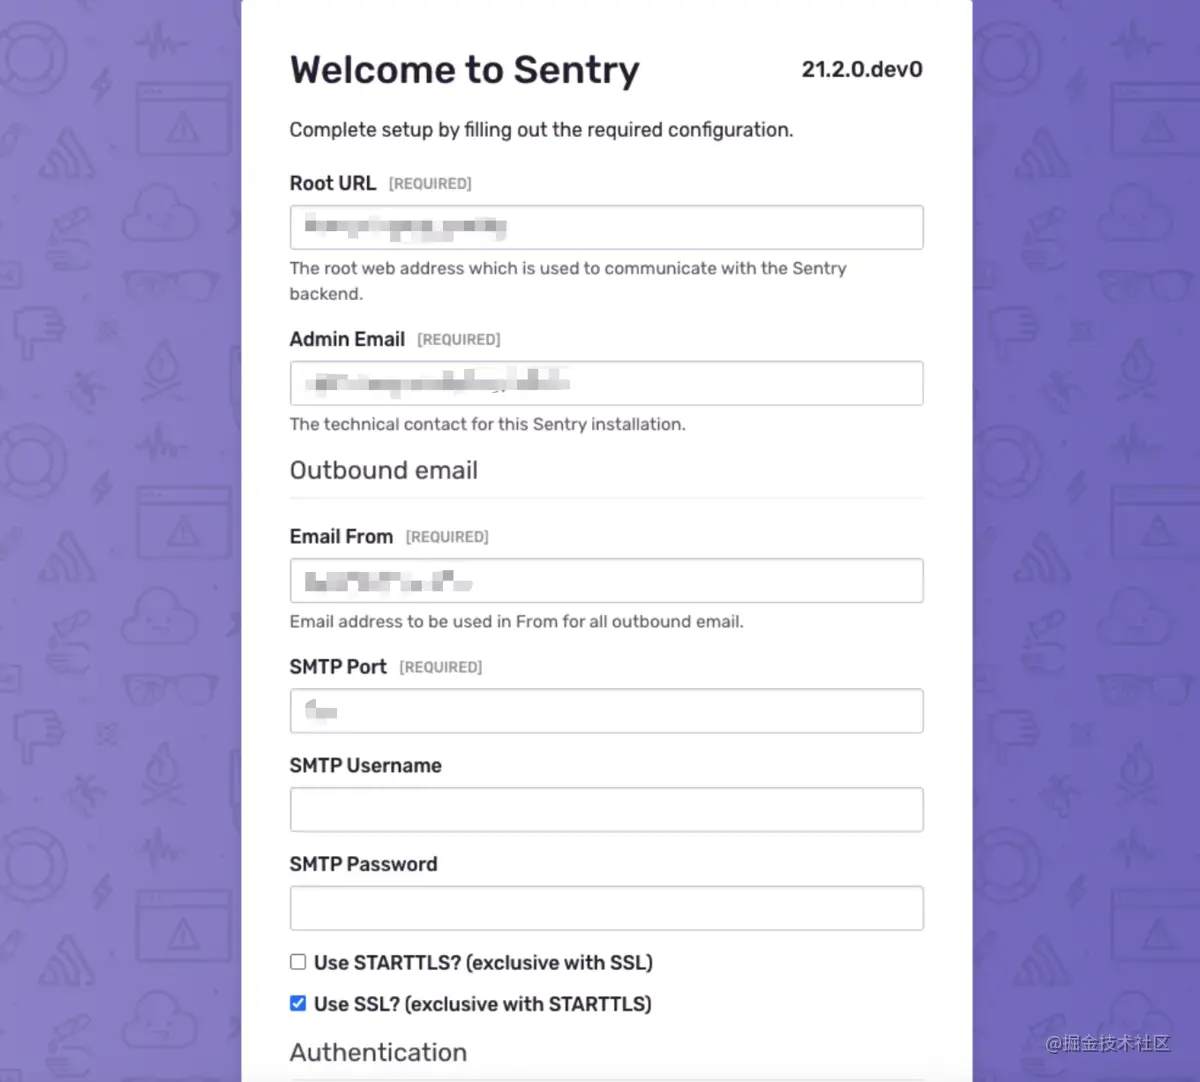 Welcome to Sentry
21.2.0.dev0
Complete setup by filling out the required configuration.
Root URL [REQUIRED]
The root web address which is used to communicate with the Sentry
backend.
Admin Email [REQUIRED]
The technical contact for this Sentry installation.
Outbound email
Email From [REQUIRED]
Email address to be used in From for all outbound email.
SMTP Port [REQUIRED]
SMTP Username
SMTP Password
Use STARTTLS? (exclusive with SSL)
Use SSL? (exclusive with STARTTLS)
Authentication
@掘金技术社区